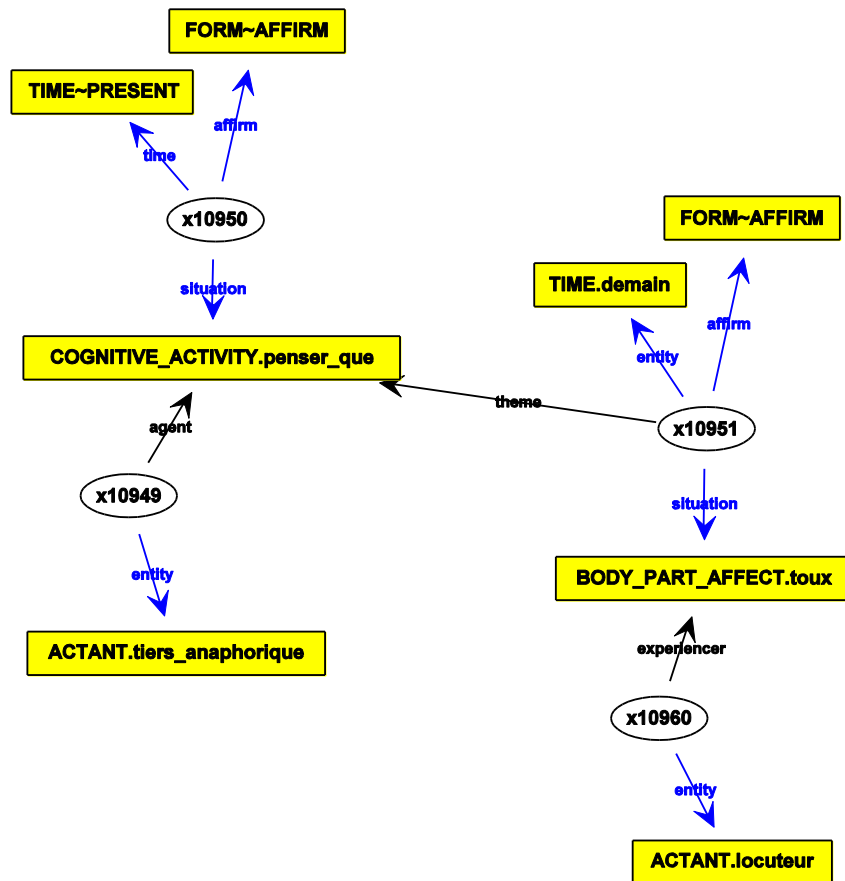 FORM~AFFIRM
TIME~PRESENT
affirm
time
x10950
FORM~AFFIRM
situation
TIME.demain
affirm
entity
COGNITIVE_ACTIVITY.penser_que
theme
agent
x10951
x10949
situation
entity
BODY_PART_AFFECT.toux
ACTANT.tiers_anaphorique
experiencer
x10960
entity
ACTANT.locuteur